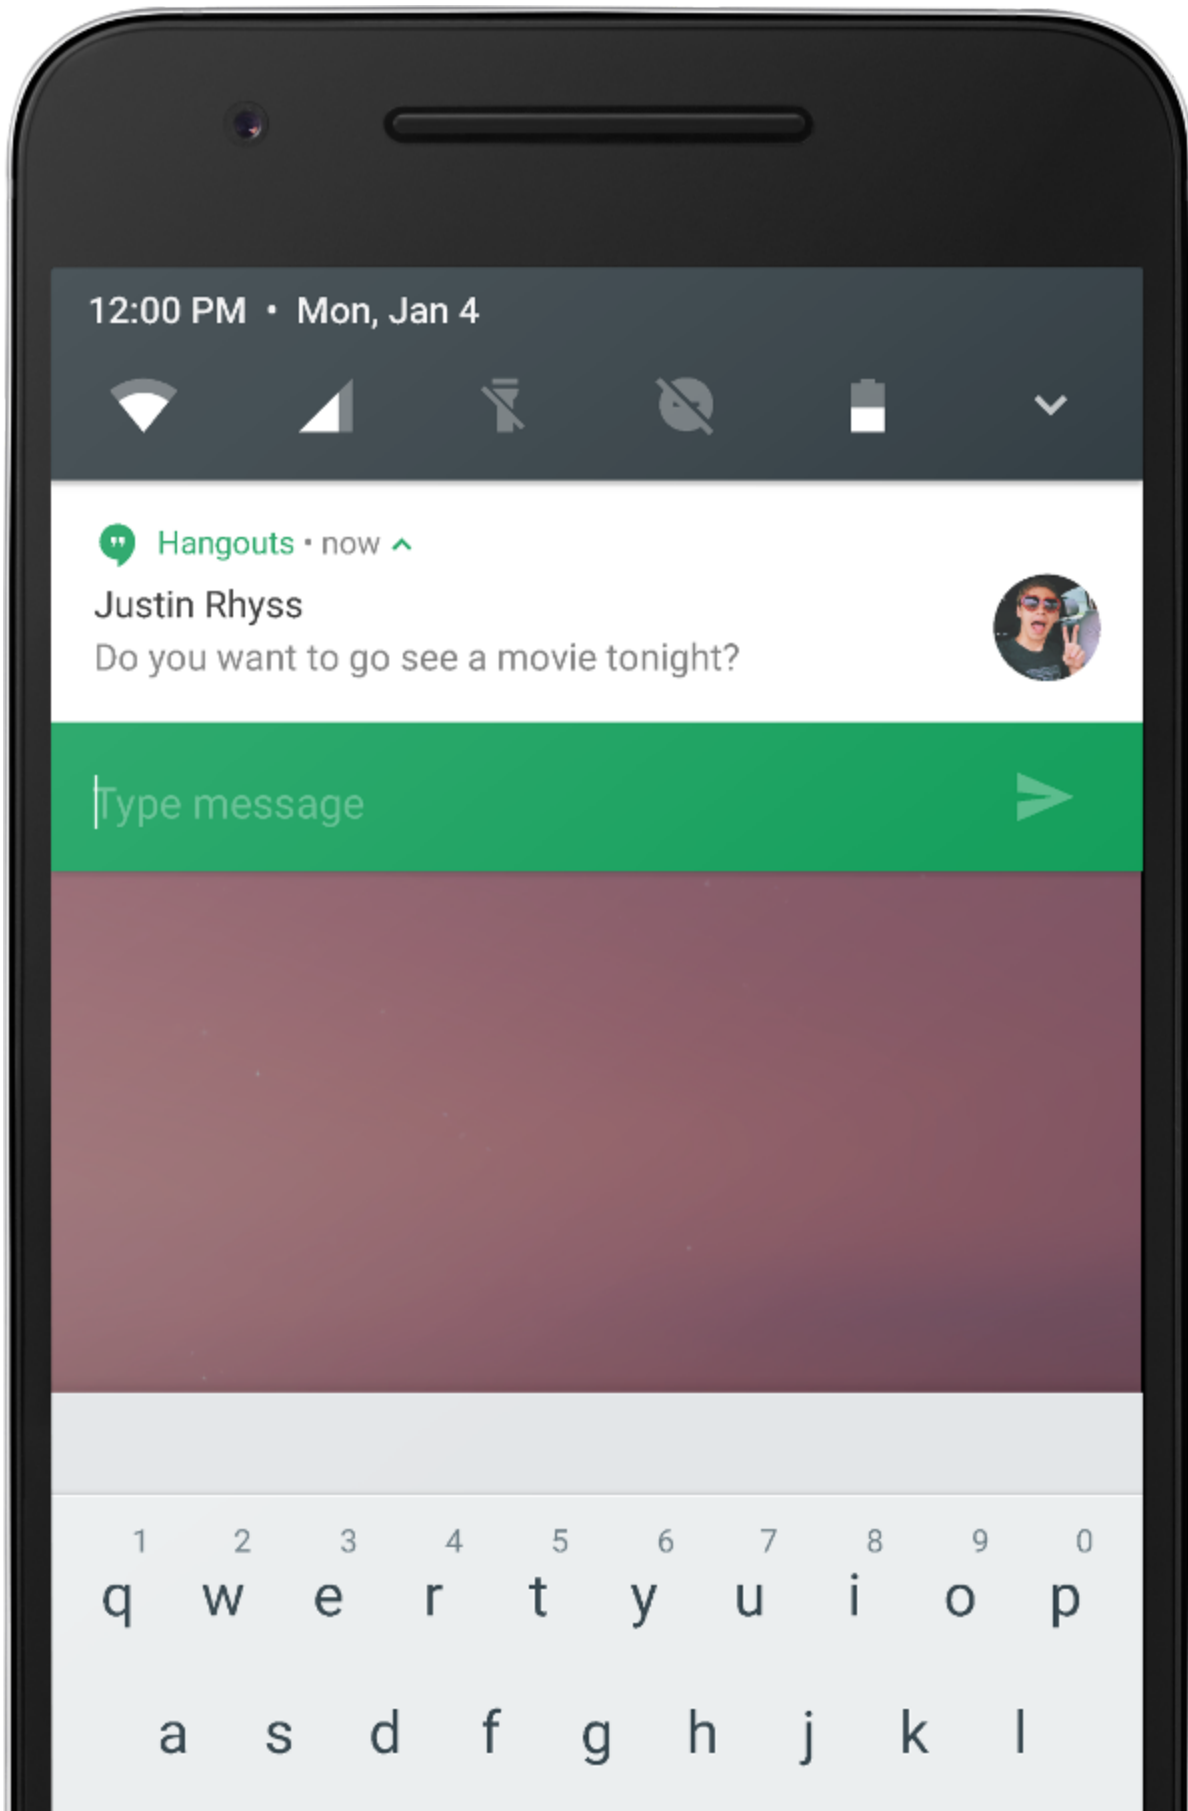 12:00 PM • Mon, Jan 4
Hangouts • now
Justin Rhyss
Do you want to go see a movie tonight?
Type message
1 2 3 4 5 6 7 8 9 0
q w e r t y u i o p
a s d f g h j k l